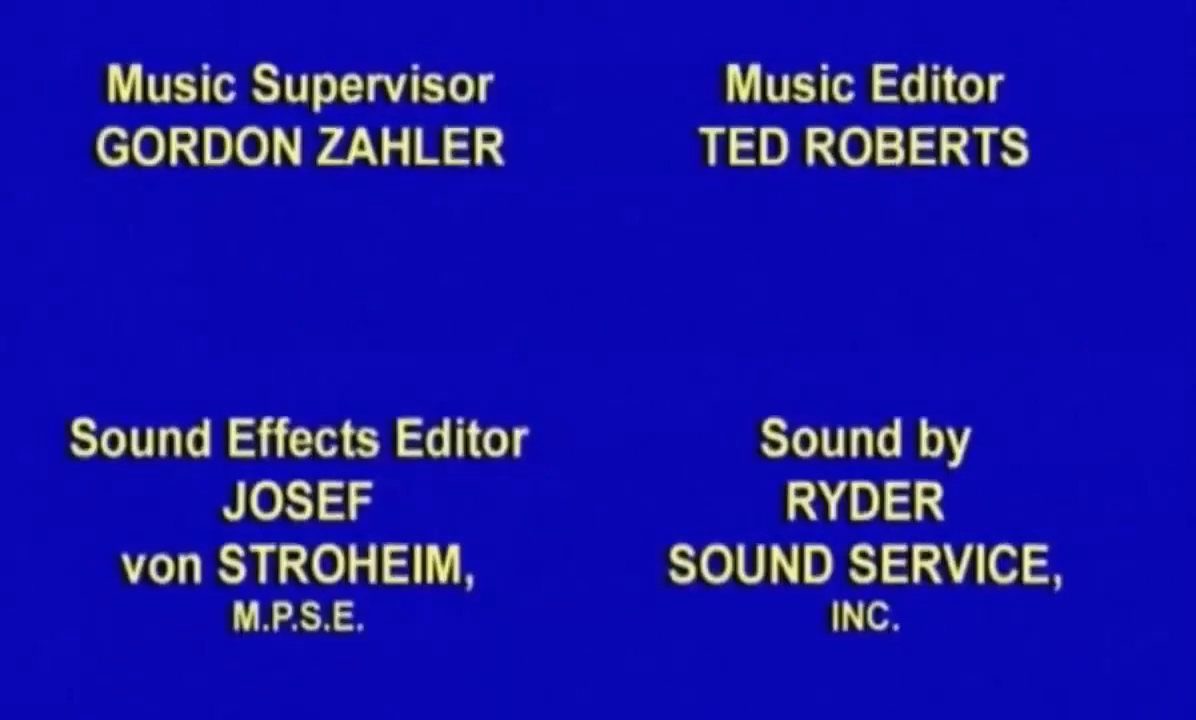 Music Supervisor
GORDON ZAHLER
Music Editor
TED ROBERTS
Sound Effects Editor
JOSEF
von STROHEIM,
M.P.S.E.
Sound by
RYDER
SOUND SERVICE,
INC.